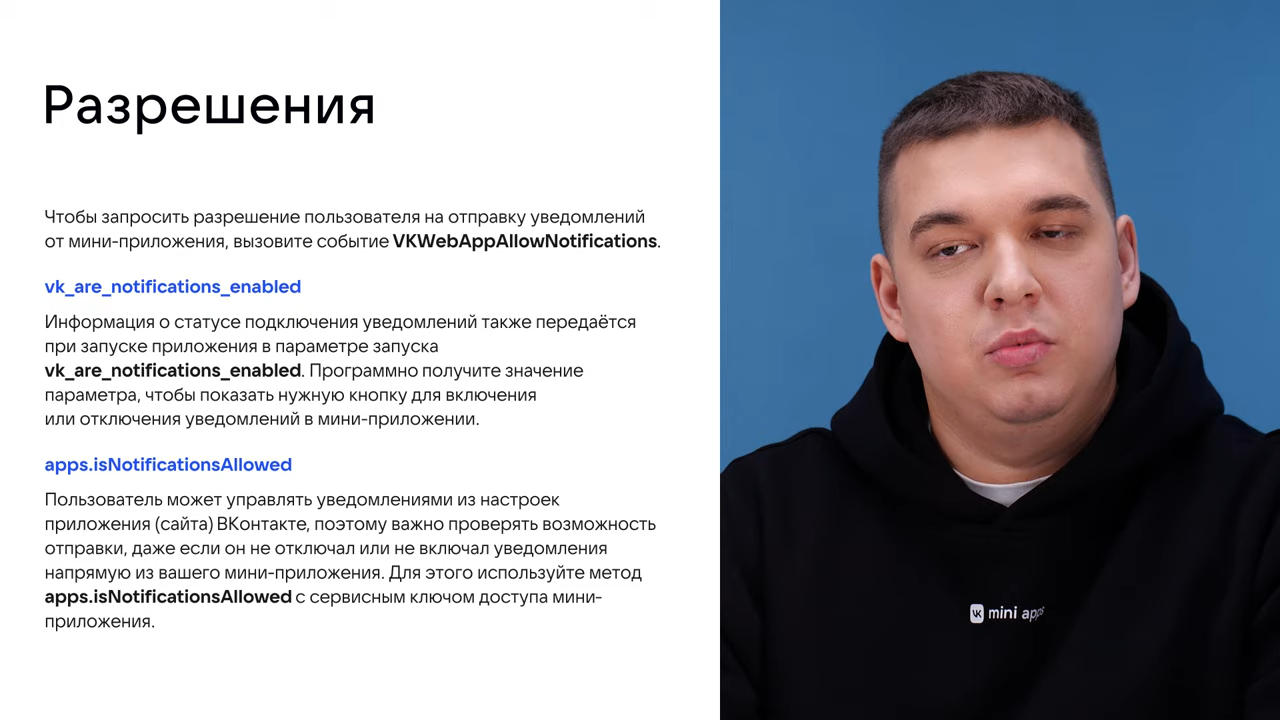 Разрешения
Чтобы запросить разрешение пользователя на отправку уведомлений
от мини-приложения, вызовите событие VKWebAppAllowNotifications.
vk_are_notifications_enabled
Информация о статусе подключения уведомлений также передаётся
при запуске приложения в параметре запуска
vk_are_notifications_enabled. Программно получите значение
параметра, чтобы показать нужную кнопку для включения
или отключения уведомлений в мини-приложении.
apps.isNotificationsAllowed
Пользователь может управлять уведомлениями из настроек
приложения (сайта) ВКонтакте, поэтому важно проверять возможность
отправки, даже если он не отключал или не включал уведомления
напрямую из вашего мини-приложения. Для этого используйте метод
apps.isNotificationsAllowed с сервисным ключом доступа мини-
приложения.
VK mini apps